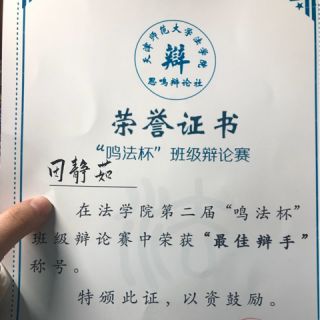 天津师范大学法学院
辩
思鸣辩论社
荣誉证书
“鸣法杯”班级辩论赛
田静茹
在法学院第二届“鸣法杯”
班级辩论赛中荣获“最佳辩手”
称号。
特颁此证，以资鼓励。